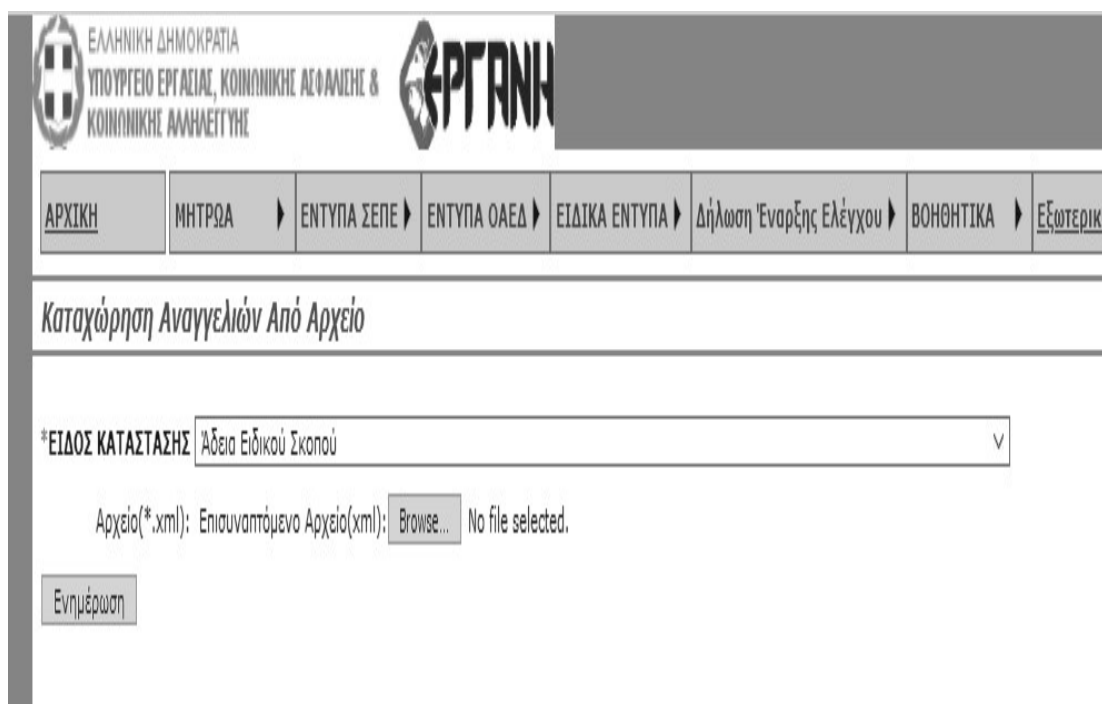 ΕΛΛΗΝΙΚΗ ΔΗΜΟΚΡΑΤΙΑ
ΥΠΟΥΡΓΕΙΟ ΕΡΓΑΣΙΑΣ, ΚΟΙΝΩΝΙΚΗΣ ΑΣΦΑΛΙΣΗΣ &
ΚΟΙΝΩΝΙΚΗΣ ΑΛΛΗΛΕΓΓΥΗΣ
ΕΡΓΑΝΗ
ΑΡΧΙΚΗ ΜΗΤΡΩΑ ΕΝΤΥΠΑ ΣΕΠΕ ΕΝΤΥΠΑ ΟΑΕΔ ΕΙΔΙΚΑ ΕΝΤΥΠΑ Δήλωση Έναρξης Ελέγχου ΒΟΗΘΗΤΙΚΑ Εξωτερικ
Καταχώρηση Αναγγελιών Από Αρχείο
*ΕΙΔΟΣ ΚΑΤΑΣΤΑΣΗΣ Άδεια Ειδικού Σκοπού
Αρχείο(*.xml): Επισυναπτόμενο Αρχείο(xml): Browse... No file selected.
Ενημέρωση